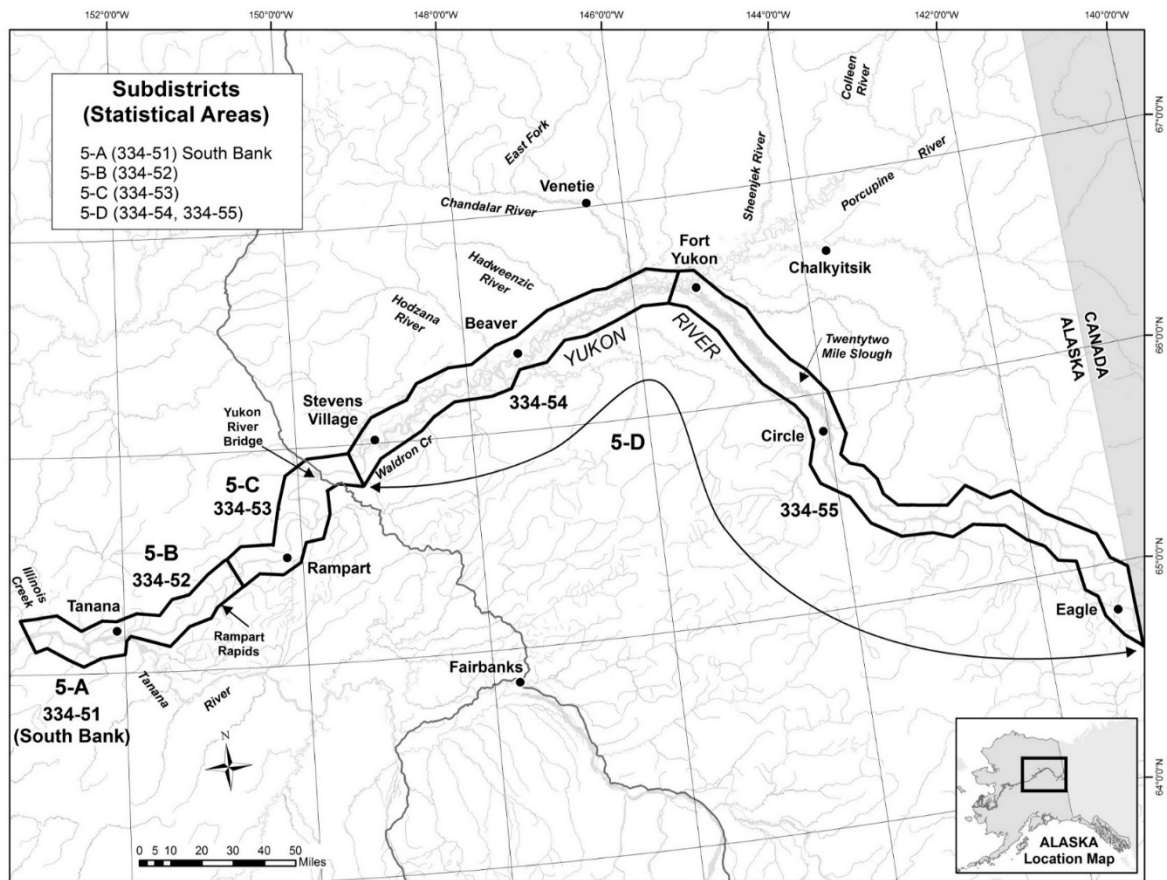 152°0'0"W
150°0'0"W
148°0'0"W
146°0'0"W
144°0'0"W
142°0'0"W
140°0'0"W
Subdistricts
(Statistical Areas)
5-A (334-51) South Bank
5-B (334-52)
5-C (334-53)
5-D (334-54, 334-55)
67°0'0"N
66°0'0"N
65°0'0"N
64°0'0"N
Colleen
River
East Fork
Sheenjek River
River
Porcupine
Venetie
Chandalar River
Fort
Yukon
Chalkyitsik
Hadweenzic
River
Hodzana
River
Beaver
YUKON
RIVER
Twentytwo
Mile Slough
CANADA
ALASKA
Stevens
Village
334-54
Yukon
River
Bridge
Waldron Cr
5-D
Circle
5-C
334-53
334-55
5-B
334-52
Rampart
Illinois
Creek
Tanana
Rampart
Rapids
Eagle
5-A
334-51
(South Bank)
Tanana
River
Fairbanks
N
0 5 10 20 30 40 50
Miles
ALASKA
Location Map